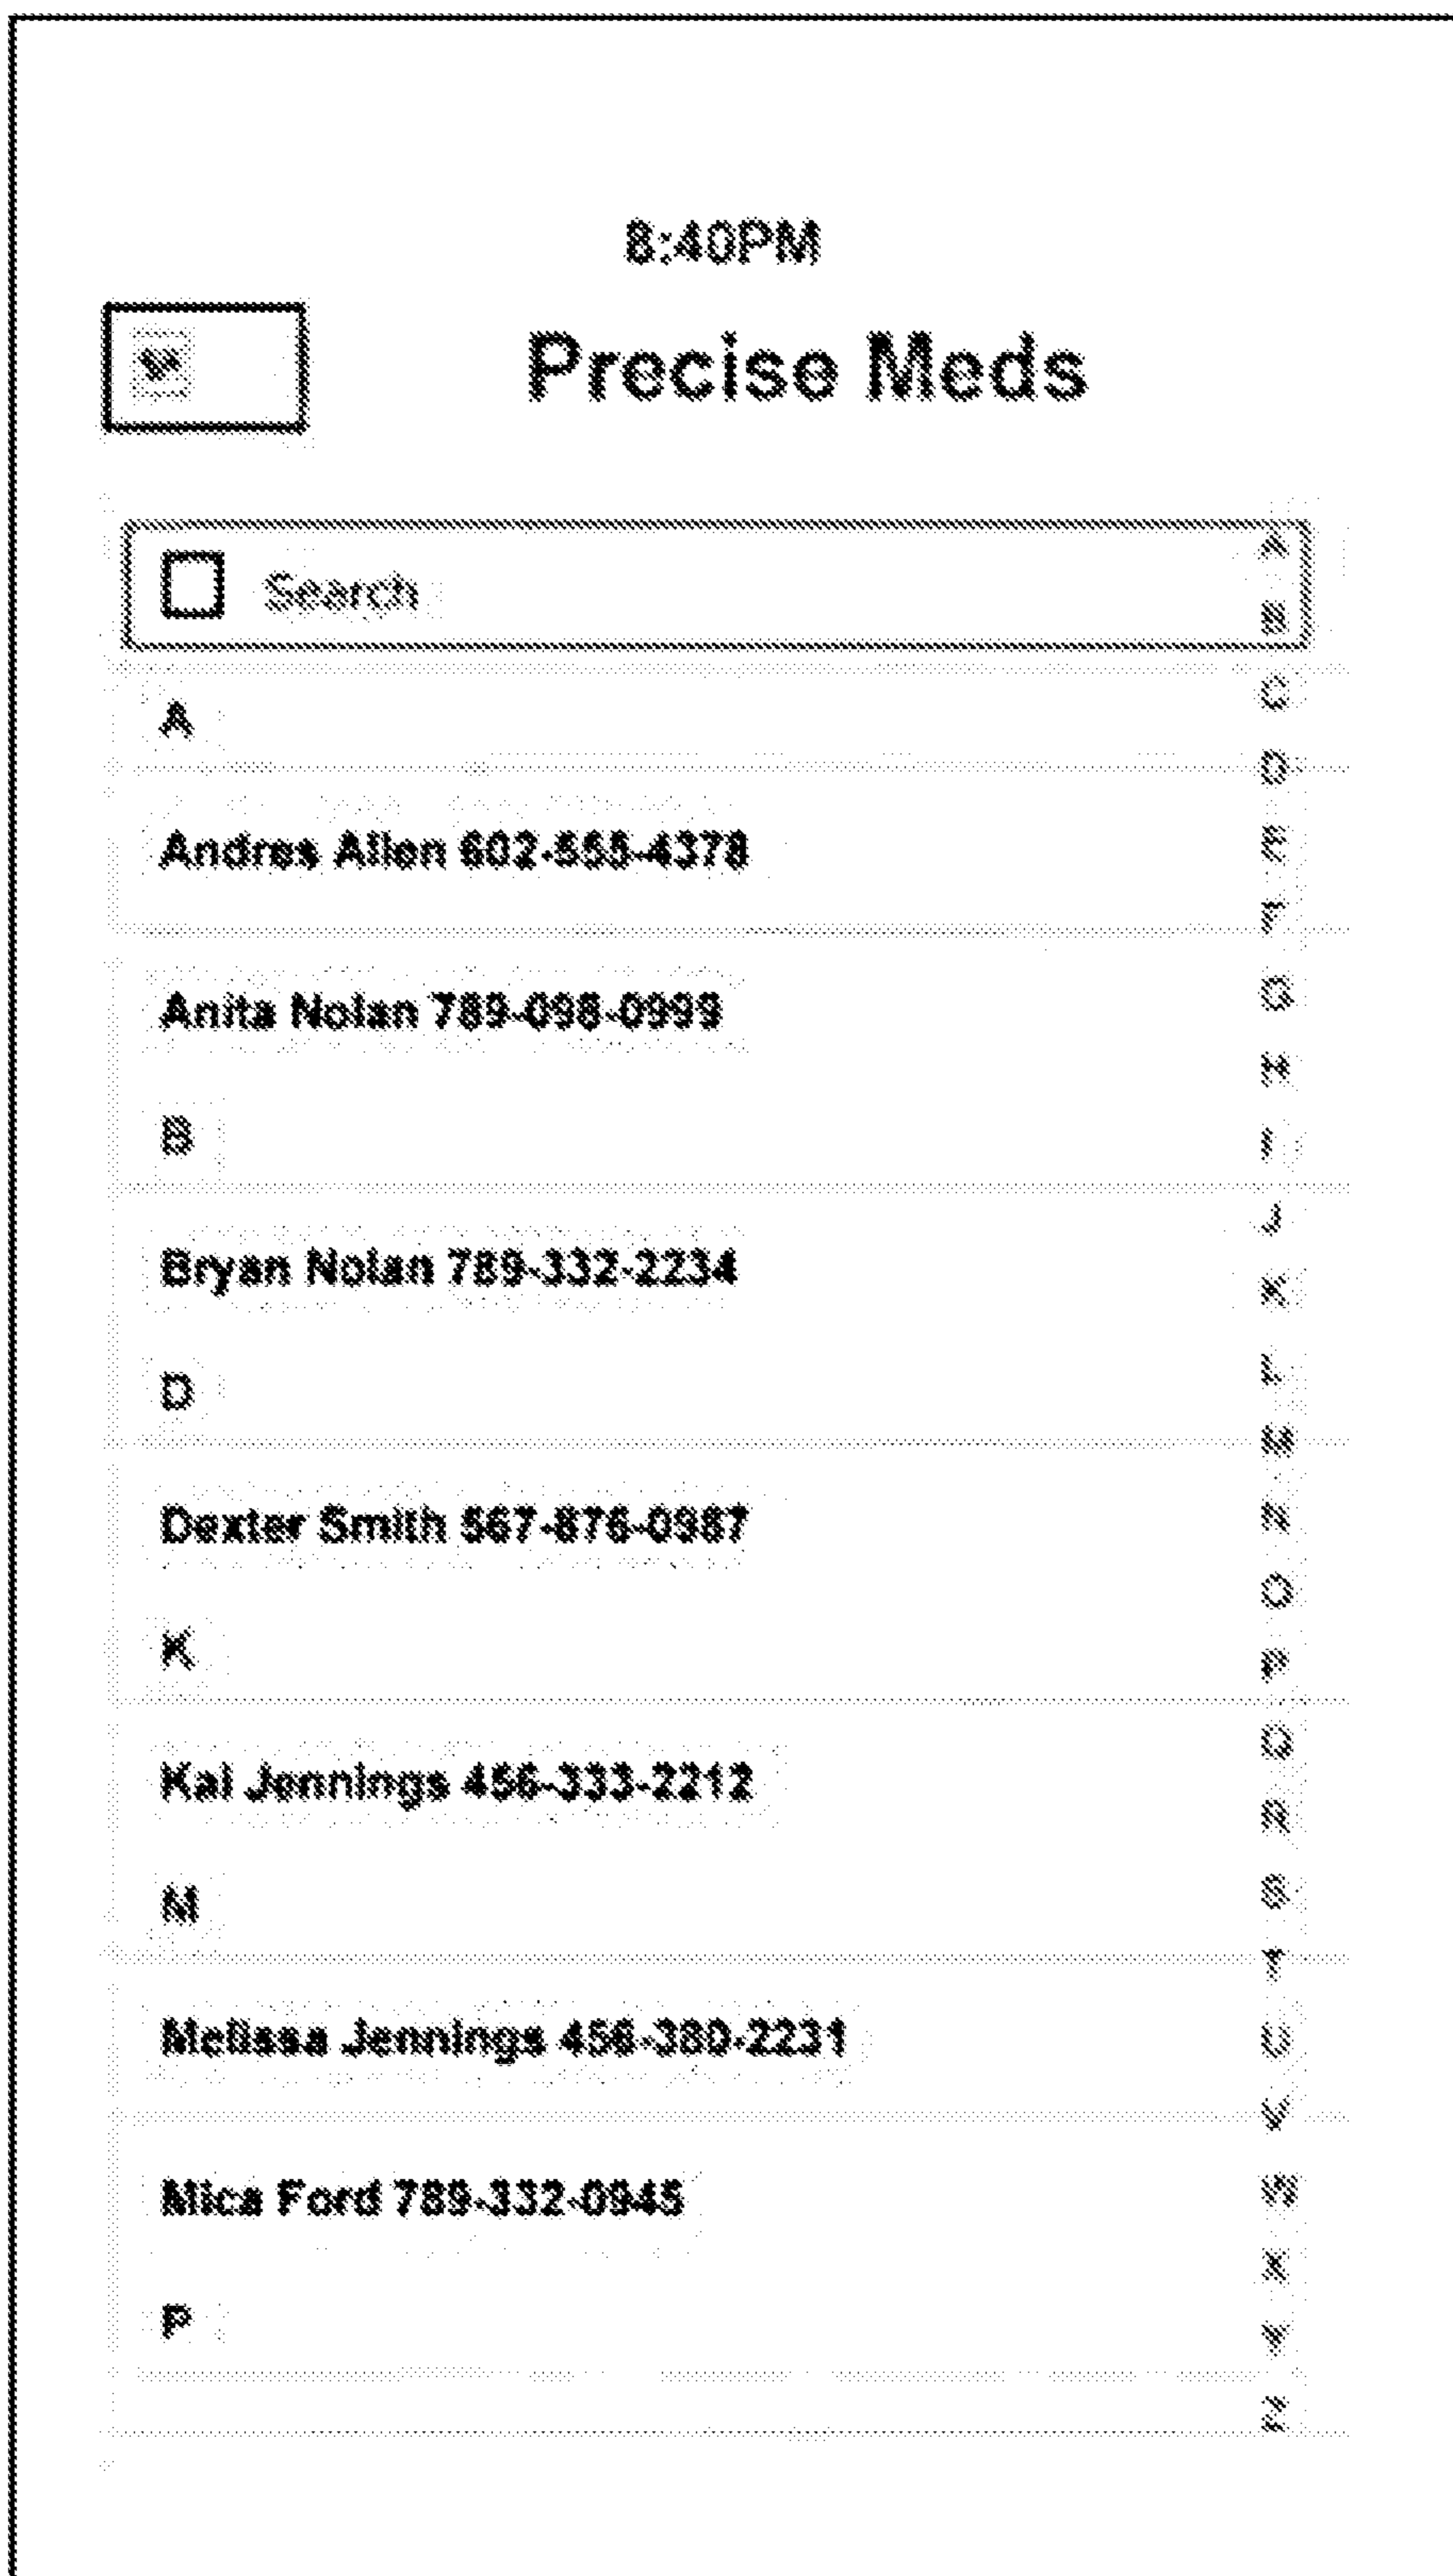 8:40PM
Precise Meds
Search
A
Andres Allen 602-555-4378
Anita Nolan 789-098-0999
B
Bryan Nolan 789-332-2234
D
Dexter Smith 567-876-0987
K
Kai Jennings 456-333-2212
M
Melissa Jennings 456-380-2231
Mica Ford 789-332-0945
P
A
B
C
D
E
F
G
H
I
J
K
L
M
N
O
P
Q
R
S
T
U
V
W
X
Y
Z